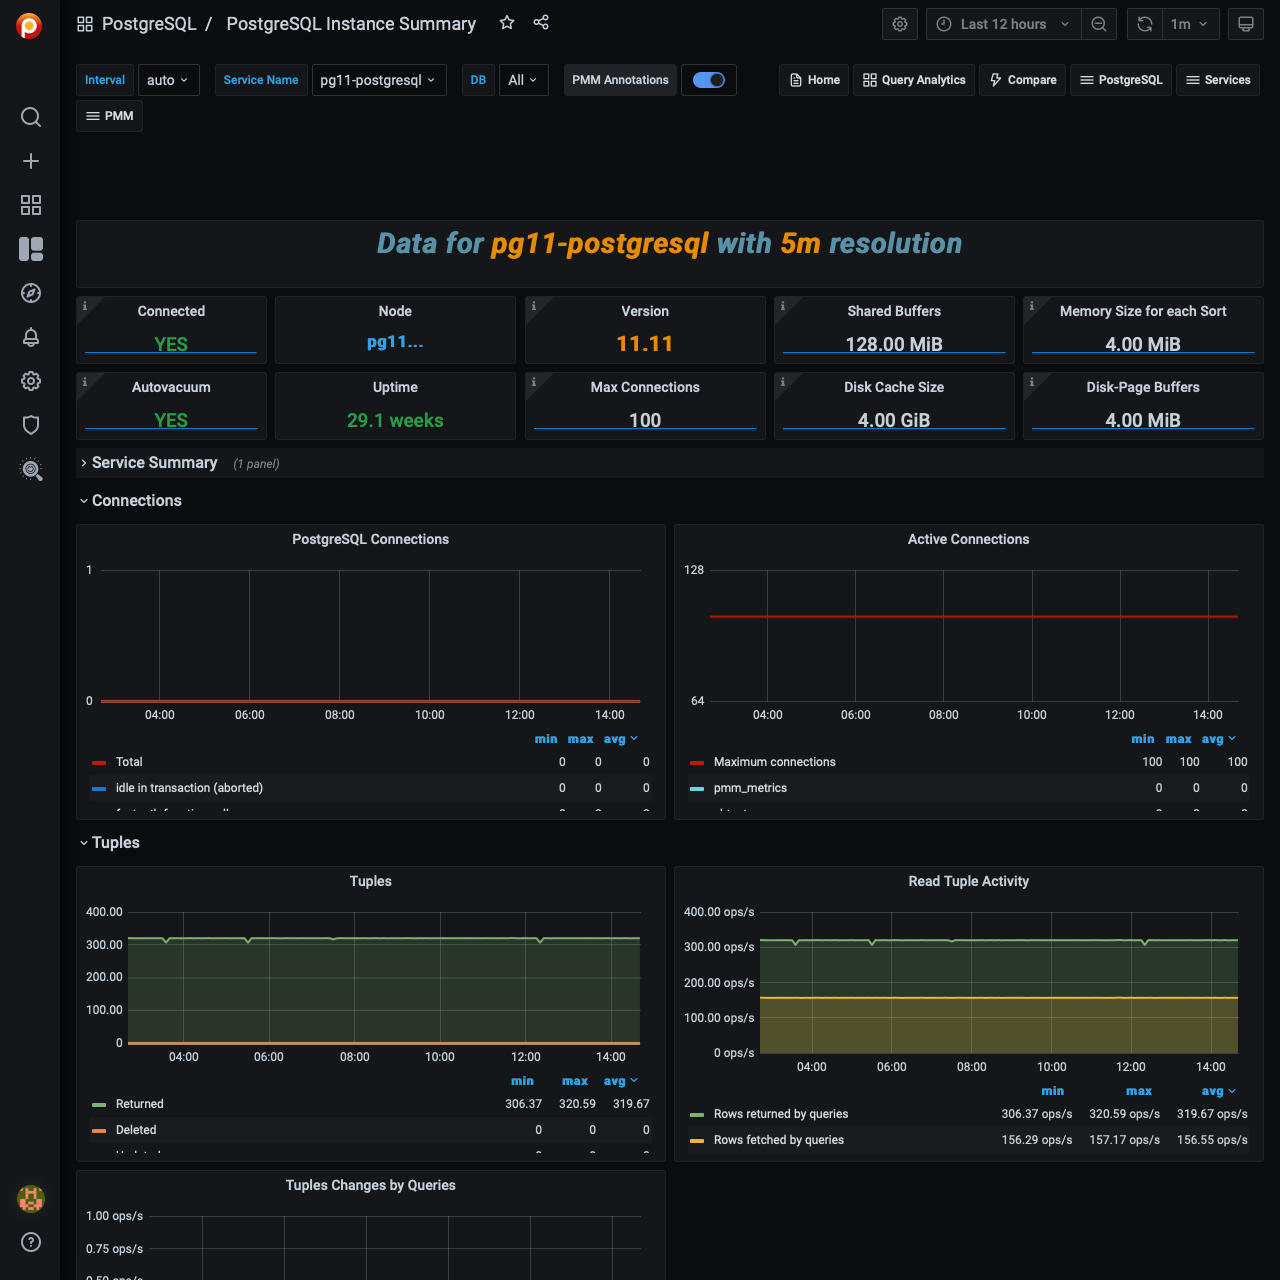 PostgreSQL / PostgreSQL Instance Summary
Last 12 hours
1m
Interval auto Service Name pg11-postgresql DB All PMM Annotations
Home Query Analytics Compare PostgreSQL Services
PMM
Data for pg11-postgresql with 5m resolution
Connected Node Version Shared Buffers Memory Size for each Sort
YES pg11... 11.11 128.00 MiB 4.00 MiB
Autovacuum Uptime Max Connections Disk Cache Size Disk-Page Buffers
YES 29.1 weeks 100 4.00 GiB 4.00 MiB
Service Summary (1 panel)
Connections
PostgreSQL Connections
1
0
04:00 06:00 08:00 10:00 12:00 14:00
min max avg
Total 0 0 0
idle in transaction (aborted) 0 0 0
Active Connections
128
64
04:00 06:00 08:00 10:00 12:00 14:00
min max avg
Maximum connections 100 100 100
pmm_metrics 0 0 0
Tuples
Tuples
400.00
300.00
200.00
100.00
0
04:00 06:00 08:00 10:00 12:00 14:00
min max avg
Returned 306.37 320.59 319.67
Deleted 0 0 0
Read Tuple Activity
400.00 ops/s
300.00 ops/s
200.00 ops/s
100.00 ops/s
0 ops/s
04:00 06:00 08:00 10:00 12:00 14:00
min max avg
Rows returned by queries 306.37 ops/s 320.59 ops/s 319.67 ops/s
Rows fetched by queries 156.29 ops/s 157.17 ops/s 156.55 ops/s
Tuples Changes by Queries
1.00 ops/s
0.75 ops/s
0.50 ops/s